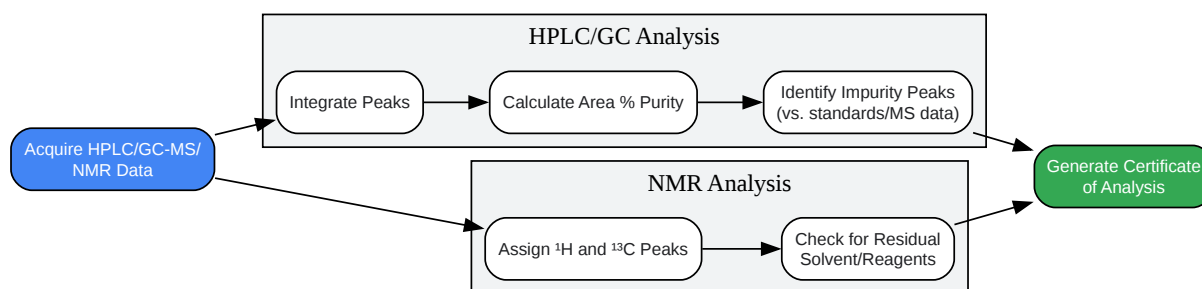 HPLC/GC Analysis
Integrate Peaks
Calculate Area % Purity
Identify Impurity Peaks
(vs. standards/MS data)
Acquire HPLC/GC-MS/
NMR Data
Generate Certificate
of Analysis
NMR Analysis
Assign ¹H and ¹³C Peaks
Check for Residual
Solvent/Reagents